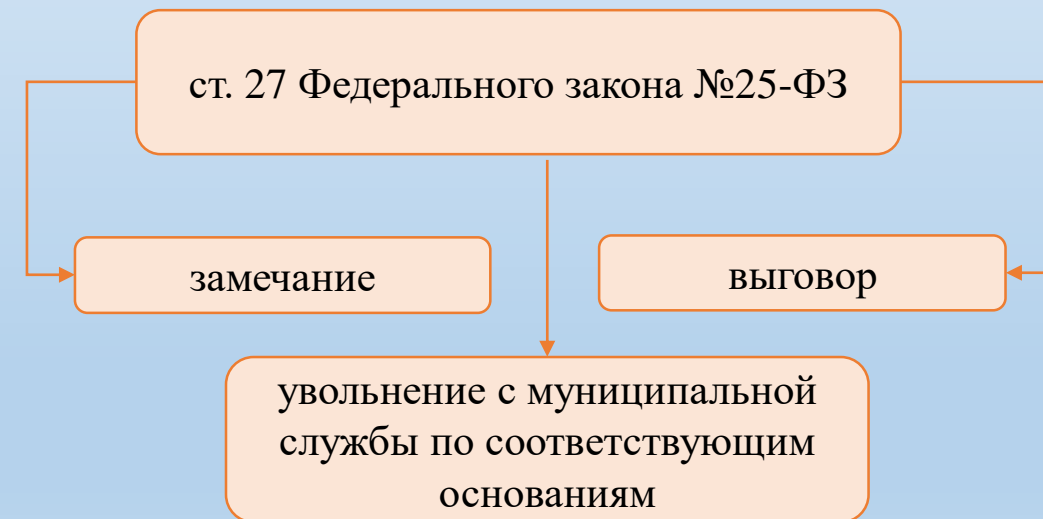 ст. 27 Федерального закона №25-ФЗ
замечание
выговор
увольнение с муниципальной
службы по соответствующим
основаниям